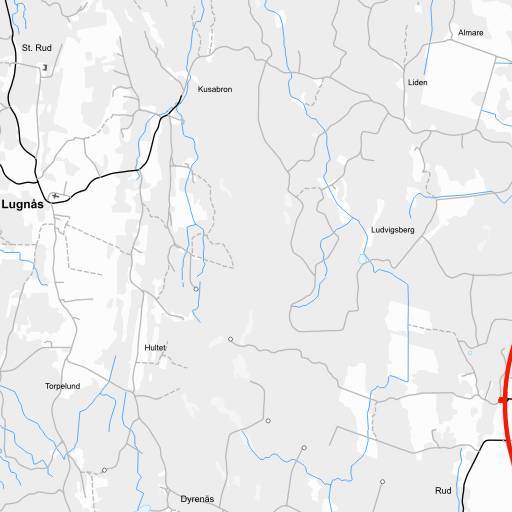 Almare
St. Rud
Liden
Kusabron
Lugnås
Ludvigsberg
Hultet
Torpelund
Rud
Dyrenäs